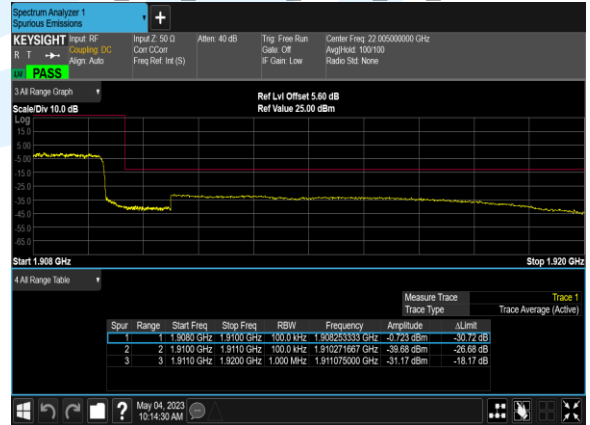 Spectrum Analyzer 1
Spurious Emissions
KEYSIGHT Input: RF Input Z: 50 Ω Atten: 40 dB Trig: Free Run Center Freq: 22.005000000 GHz
R T Coupling: DC Corr CCorr Gate: Off Avg|Hold: 100/100
Align: Auto Freq Ref: Int (S) IF Gain: Low Radio Std: None
PASS
3 All Range Graph
Ref Lvl Offset 5.60 dB
Scale/Div 10.0 dB Ref Value 25.00 dBm
Log
15.0
5.00
-5.00
-15.0
-25.0
-35.0
-45.0
-55.0
-65.0
Start 1.908 GHz Stop 1.920 GHz
4 All Range Table
Measure Trace Trace 1
Trace Type Trace Average (Active)
Spur Range Start Freq Stop Freq RBW Frequency Amplitude ΔLimit
1 1 1.9080 GHz 1.9100 GHz 100.0 kHz 1.908253333 GHz -0.723 dBm -30.72 dB
2 2 1.9100 GHz 1.9110 GHz 100.0 kHz 1.910271667 GHz -39.68 dBm -26.68 dB
3 3 1.9110 GHz 1.9200 GHz 1.000 MHz 1.911075000 GHz -31.17 dBm -18.17 dB
May 04, 2023
10:14:30 AM